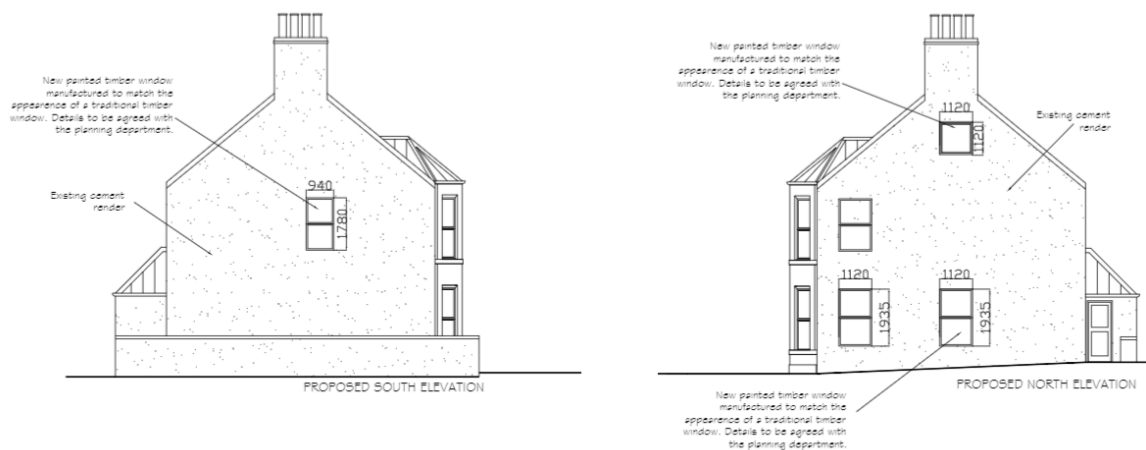 New painted timber window
manufactured to match the
appearance of a traditional timber
window. Details to be agreed with
the planning department.
Existing cement
render
940
1780
PROPOSED SOUTH ELEVATION
New painted timber window
manufactured to match the
appearance of a traditional timber
window. Details to be agreed with
the planning department.
1120
1120
Existing cement
render
1120
1935
1120
1935
PROPOSED NORTH ELEVATION
New painted timber window
manufactured to match the
appearance of a traditional timber
window. Details to be agreed with
the planning department.